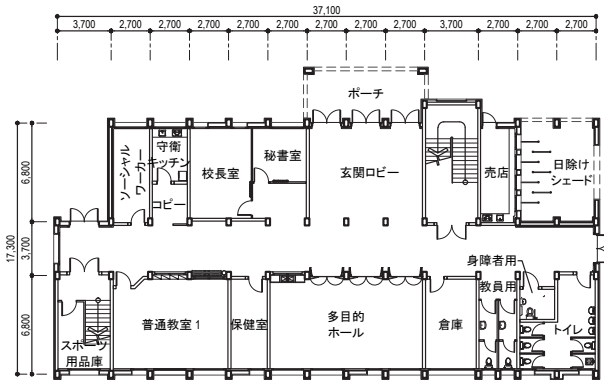 37,100
3,700 2,700 2,700 2,700 2,700 2,700 2,700 2,700 2,700 3,700 2,700 2,700 2,700
ポーチ
17,300
6,800
3,700
6,800
ソーシャル
ワーカー
守衛
キッチン
コピー
校長室
秘書室
玄関ロビー
売店
日除け
シェード
身障者用
教員用
トイレ
スポーツ
用品庫
普通教室1
保健室
多目的
ホール
倉庫